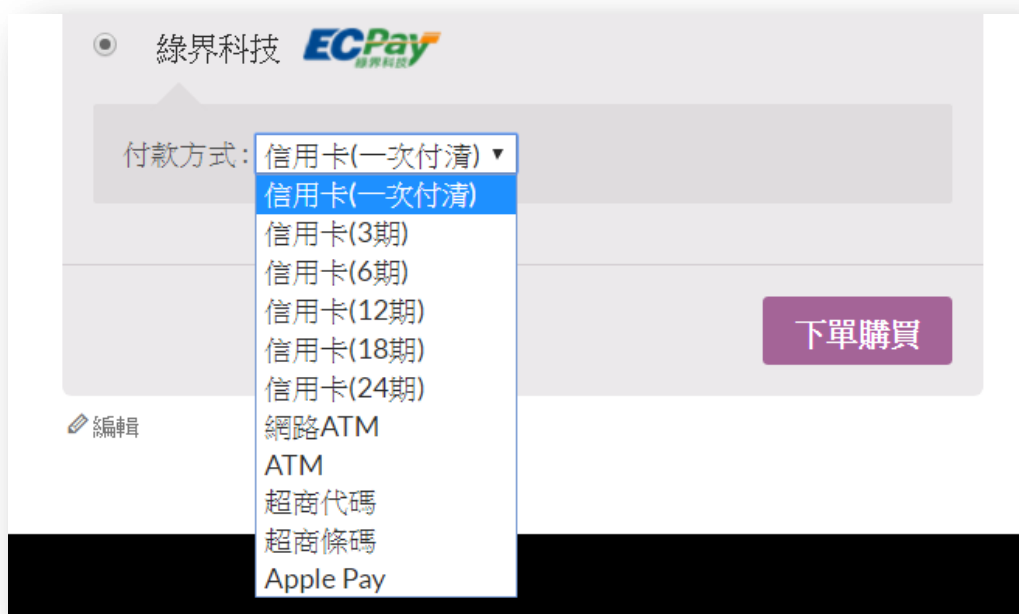 綠界科技 ECPay 綠界科技
付款方式: 信用卡(一次付清)
信用卡(一次付清)
信用卡(3期)
信用卡(6期)
信用卡(12期)
信用卡(18期)
信用卡(24期)
網路ATM
ATM
超商代碼
超商條碼
Apple Pay
下單購買
編輯